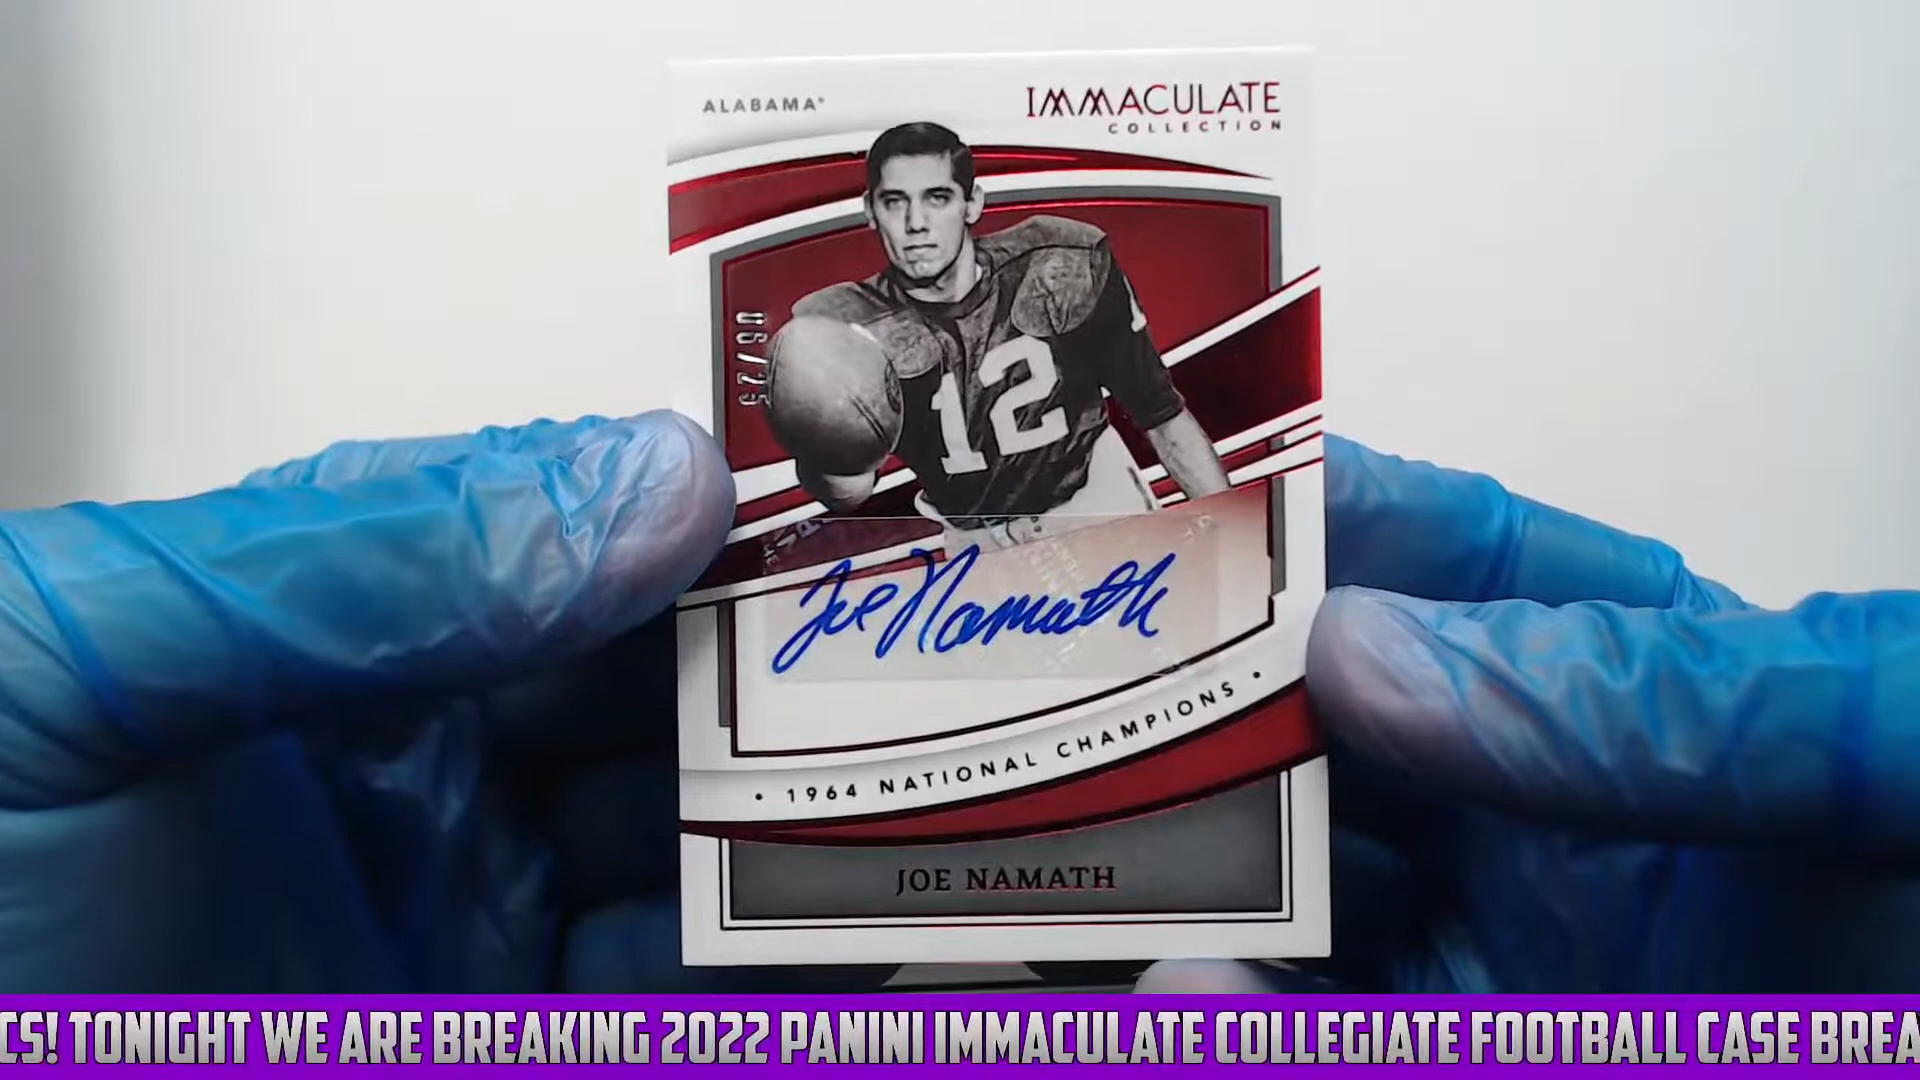 ALABAMA®
IMMACULATE
COLLECTION
06/25
12
1
Joe Namath
• 1964 NATIONAL CHAMPIONS •
JOE NAMATH
CS! TONIGHT WE ARE BREAKING 2022 PANINI IMMACULATE COLLEGIATE FOOTBALL CASE BREA